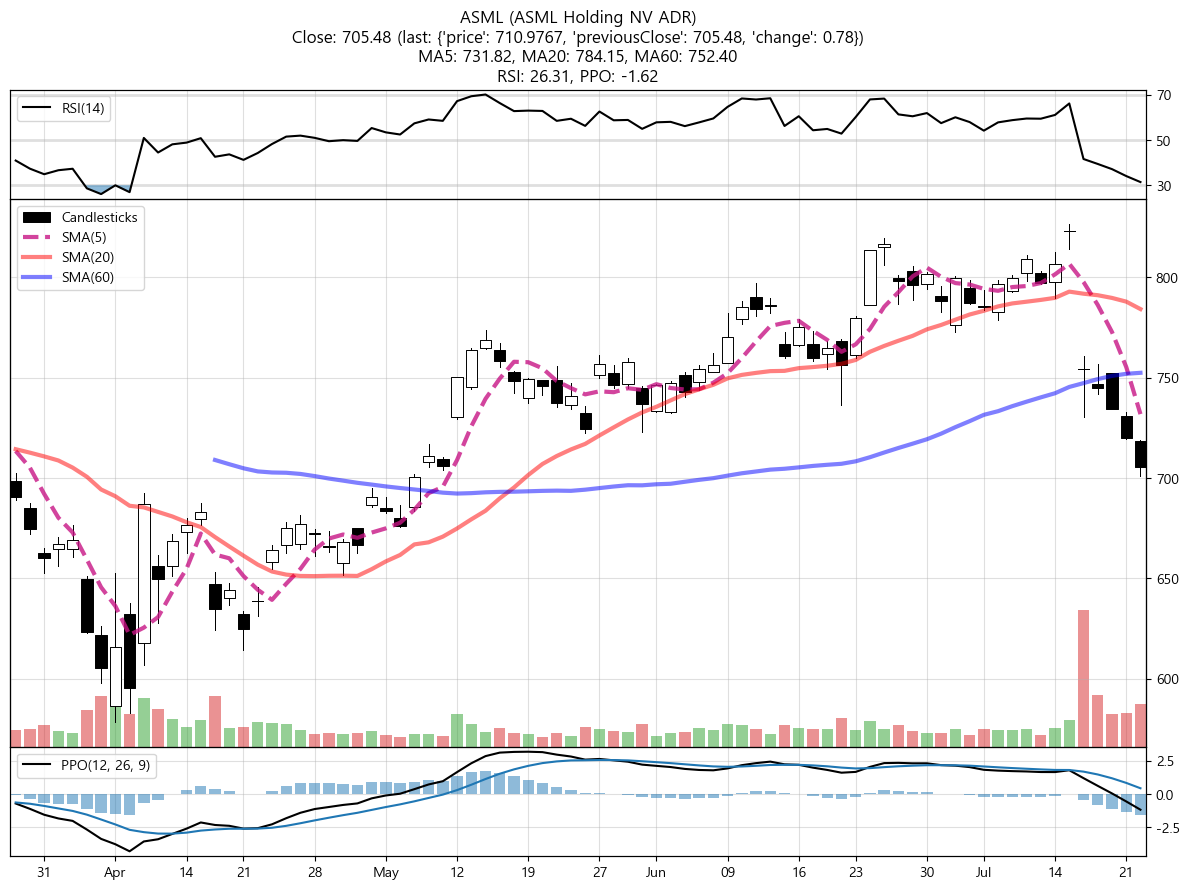 ASML (ASML Holding NV ADR)
Close: 705.48 (last: {'price': 710.9767, 'previousClose': 705.48, 'change': 0.78})
MA5: 731.82, MA20: 784.15, MA60: 752.40
RSI: 26.31, PPO: -1.62
RSI(14)
70
50
30
Candlesticks
SMA(5)
SMA(20)
SMA(60)
800
750
700
650
600
PPO(12, 26, 9)
2.5
0.0
-2.5
31 Apr 14 21 28 May 12 19 27 Jun 09 16 23 30 Jul 14 21